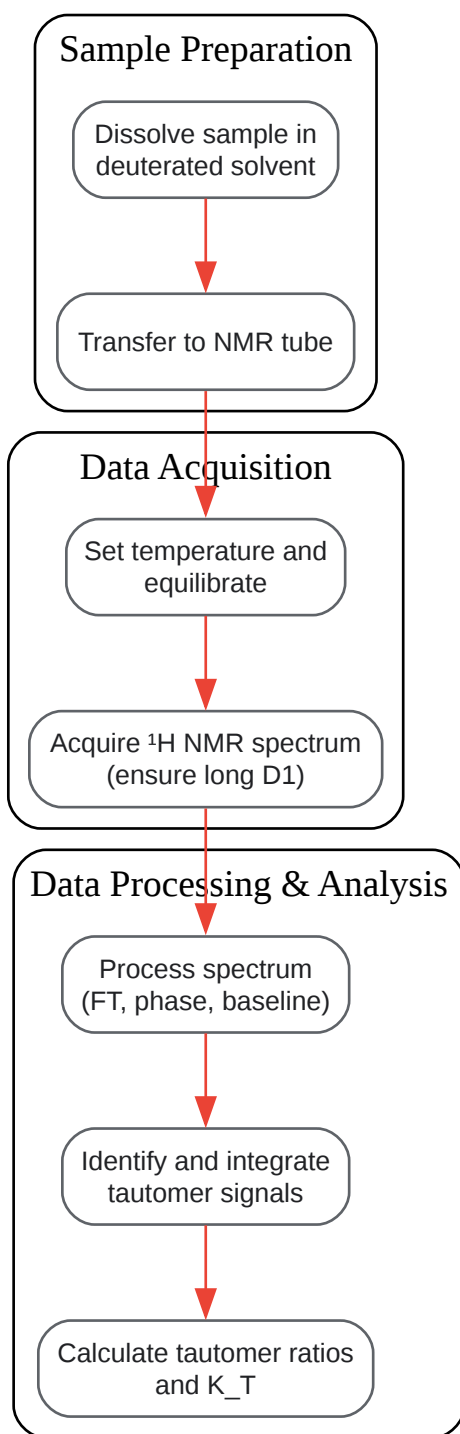 Sample Preparation
Dissolve sample in
deuterated solvent
Transfer to NMR tube
Data Acquisition
Set temperature and
equilibrate
Acquire ¹H NMR spectrum
(ensure long D1)
Data Processing & Analysis
Process spectrum
(FT, phase, baseline)
Identify and integrate
tautomer signals
Calculate tautomer ratios
and K_T